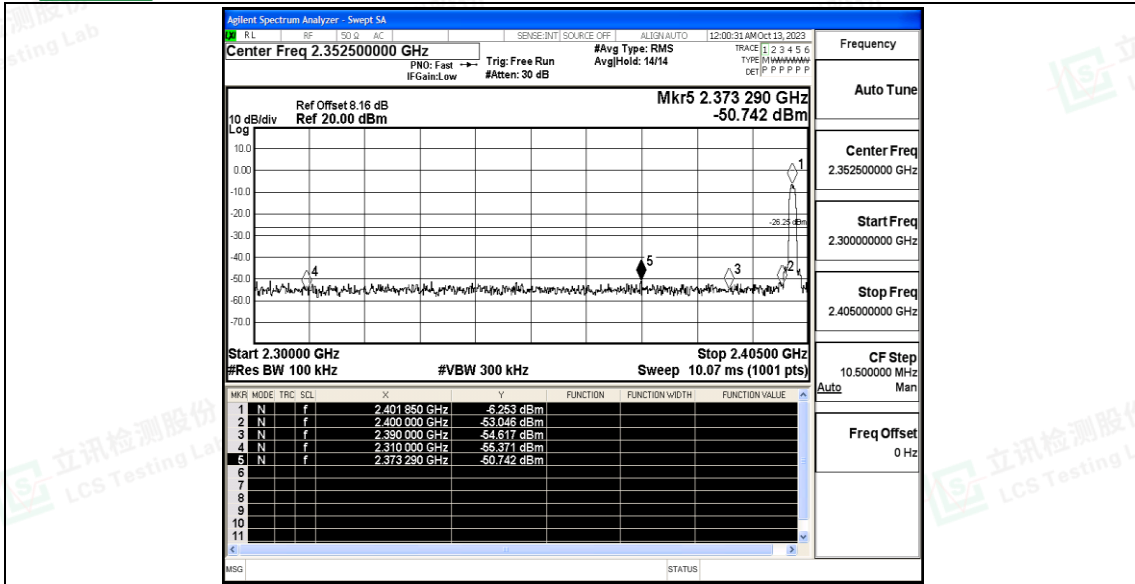 Agilent Spectrum Analyzer - Swept SA
RL RF 50 Ω AC SENSE:INT SOURCE OFF ALIGNAUTO 12:00:31 AM Oct 13, 2023
Center Freq 2.352500000 GHz
PNO: Fast
IFGain:Low
Trig: Free Run
#Atten: 30 dB
#Avg Type: RMS
Avg|Hold: 14/14
TRACE 1 2 3 4 5 6
TYPE M WWWWW
DET P P P P P P
Ref Offset 8.16 dB
10 dB/div Ref 20.00 dBm
Log
Mkr5 2.373 290 GHz
-50.742 dBm
10.0
0.00
-10.0
-20.0
-30.0
-40.0
-50.0
-60.0
-70.0
1
-26.25 dBm
4
5
3
2
Start 2.30000 GHz Stop 2.40500 GHz
#Res BW 100 kHz #VBW 300 kHz Sweep 10.07 ms (1001 pts)
MKR MODE TRC SCL X Y FUNCTION FUNCTION WIDTH FUNCTION VALUE
1 N f 2.401 850 GHz -6.253 dBm
2 N f 2.400 000 GHz -53.046 dBm
3 N f 2.390 000 GHz -54.617 dBm
4 N f 2.310 000 GHz -55.371 dBm
5 N f 2.373 290 GHz -50.742 dBm
6
7
8
9
10
11
MSG STATUS
Frequency
Auto Tune
Center Freq
2.352500000 GHz
Start Freq
2.300000000 GHz
Stop Freq
2.405000000 GHz
CF Step
10.500000 MHz
Auto Man
Freq Offset
0 Hz
立讯检测股份
LCS Testing Lab
立讯检测股份
LCS Testing L